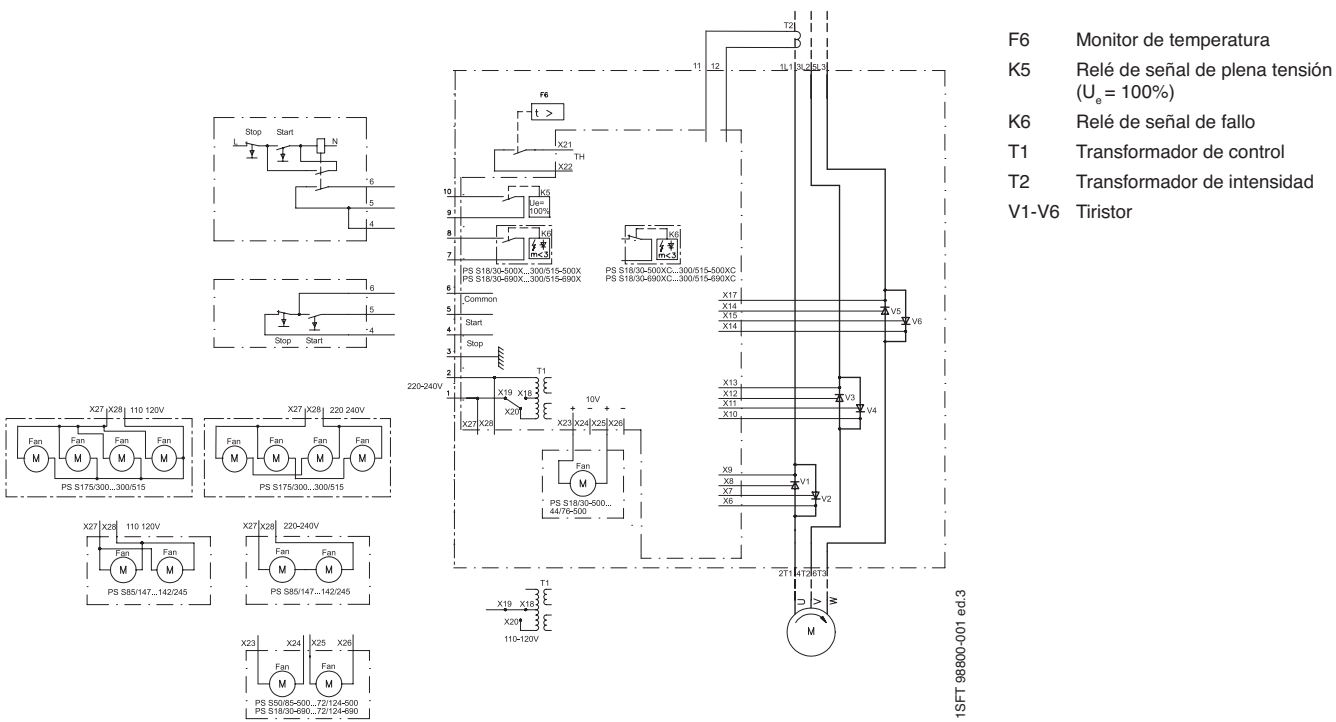 T2
11 12 1L1 3L2 5L3
F6
t >
X21
TH
X22
Stop Start
L N
6
5
4
10
K5
Ue=
100%
9
8
K6
m<3
7
PS S18/30-500X...300/515-500X
PS S18/30-690X...300/515-690X
K6
m<3
PS S18/30-500XC...300/515-500XC
PS S18/30-690XC...300/515-690XC
6
5
4
Stop Start
6
Common
5
Start
4
Stop
3
2
220-240V
1
T1
X19 X18
X20
X27 X28
10V
+ – + –
X23 X24 X25 X26
Fan
M
PS S18/30-500...
44/76-500
X17
X14
X15
X14
V5
V6
X13
X12
X11
X10
V3
V4
X9
X8
X7
X6
V1
V2
X27 X28 110 120V
Fan Fan Fan Fan
M M M M
PS S175/300...300/515
X27 X28 220 240V
Fan Fan Fan Fan
M M M M
PS S175/300...300/515
X27 X28 110 120V
Fan Fan
M M
PS S85/147...142/245
X27 X28 220-240V
Fan Fan
M M
PS S85/147...142/245
X23 X24 X25 X26
Fan Fan
M M
PS S50/85-500...72/124-500
PS S18/30-690...72/124-690
T1
X19 X18
X20
110-120V
2T1 4T2 6T3
U V W
M
1SFT 98800-001 ed.3
F6 Monitor de temperatura
K5 Relé de señal de plena tensión
(Ue = 100%)
K6 Relé de señal de fallo
T1 Transformador de control
T2 Transformador de intensidad
V1-V6 Tiristor